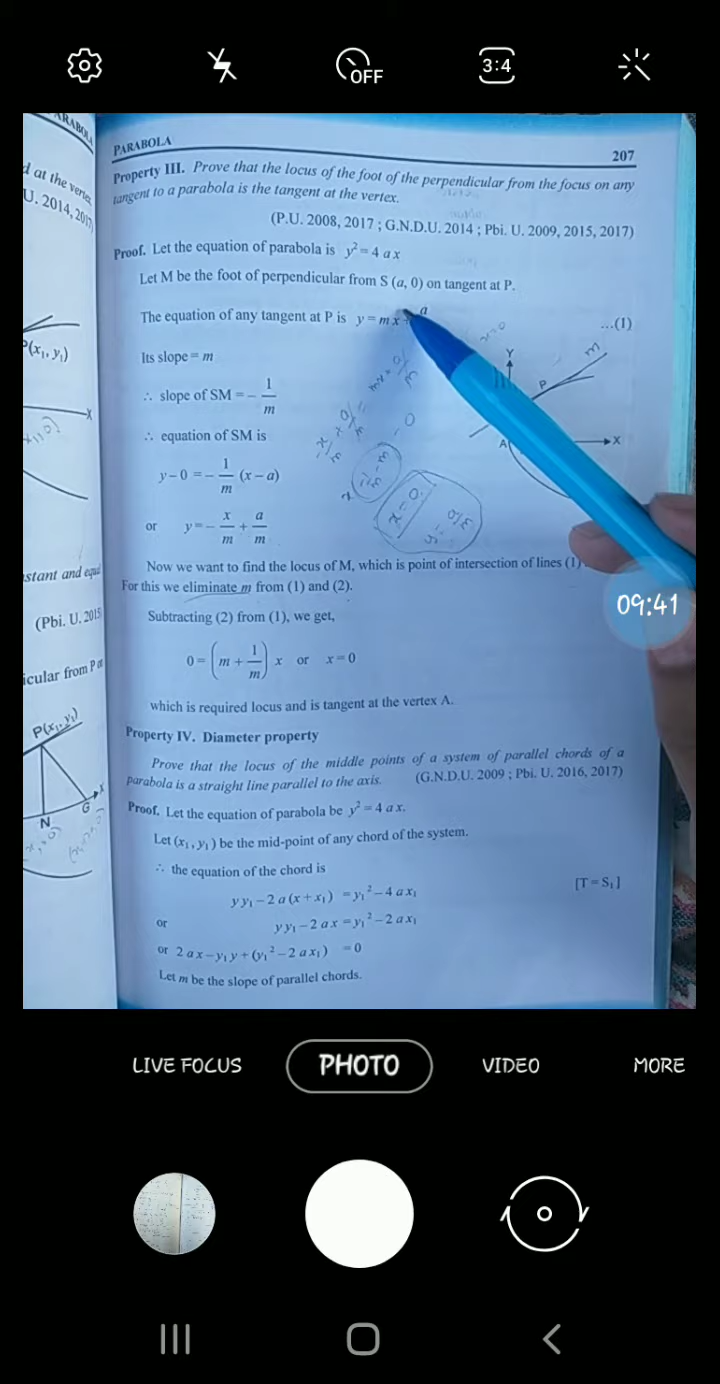 OFF
3:4
ARABOL
PARABOLA
207
d at the vertex
U. 2014, 2017)
Property III. Prove that the locus of the foot of the perpendicular from the focus on any
tangent to a parabola is the tangent at the vertex.
(P.U. 2008, 2017 ; G.N.D.U. 2014 ; Pbi. U. 2009, 2015, 2017)
Proof. Let the equation of parabola is y² = 4 a x
Let M be the foot of perpendicular from S (a, 0) on tangent at P.
The equation of any tangent at P is y = m x + a ...(1)
x=0
P(x₁, y₁)
Its slope = m
Y
m
P
∴ slope of SM = – 1/m
X
A
X
∴ equation of SM is
y – 0 = – 1/m (x – a)
x=0
y = a/m
or y = – x/m + a/m
Now we want to find the locus of M, which is point of intersection of lines (1)
For this we eliminate m from (1) and (2).
stant and equ
09:41
(Pbi. U. 2015
Subtracting (2) from (1), we get,
0 = (m + 1/m) x or x = 0
icular from P
which is required locus and is tangent at the vertex A.
P(x₁, y₁)
Property IV. Diameter property
Prove that the locus of the middle points of a system of parallel chords of a
parabola is a straight line parallel to the axis. (G.N.D.U. 2009 ; Pbi. U. 2016, 2017)
N
G
X
Proof. Let the equation of parabola be y² = 4 a x.
Let (x₁, y₁) be the mid-point of any chord of the system.
∴ the equation of the chord is
y y₁ – 2 a (x + x₁) = y₁² – 4 a x₁ [T = S₁]
or y y₁ – 2 a x = y₁² – 2 a x₁
or 2 a x – y₁ y + (y₁² – 2 a x₁) = 0
Let m be the slope of parallel chords.
LIVE FOCUS
PHOTO
VIDEO
MORE